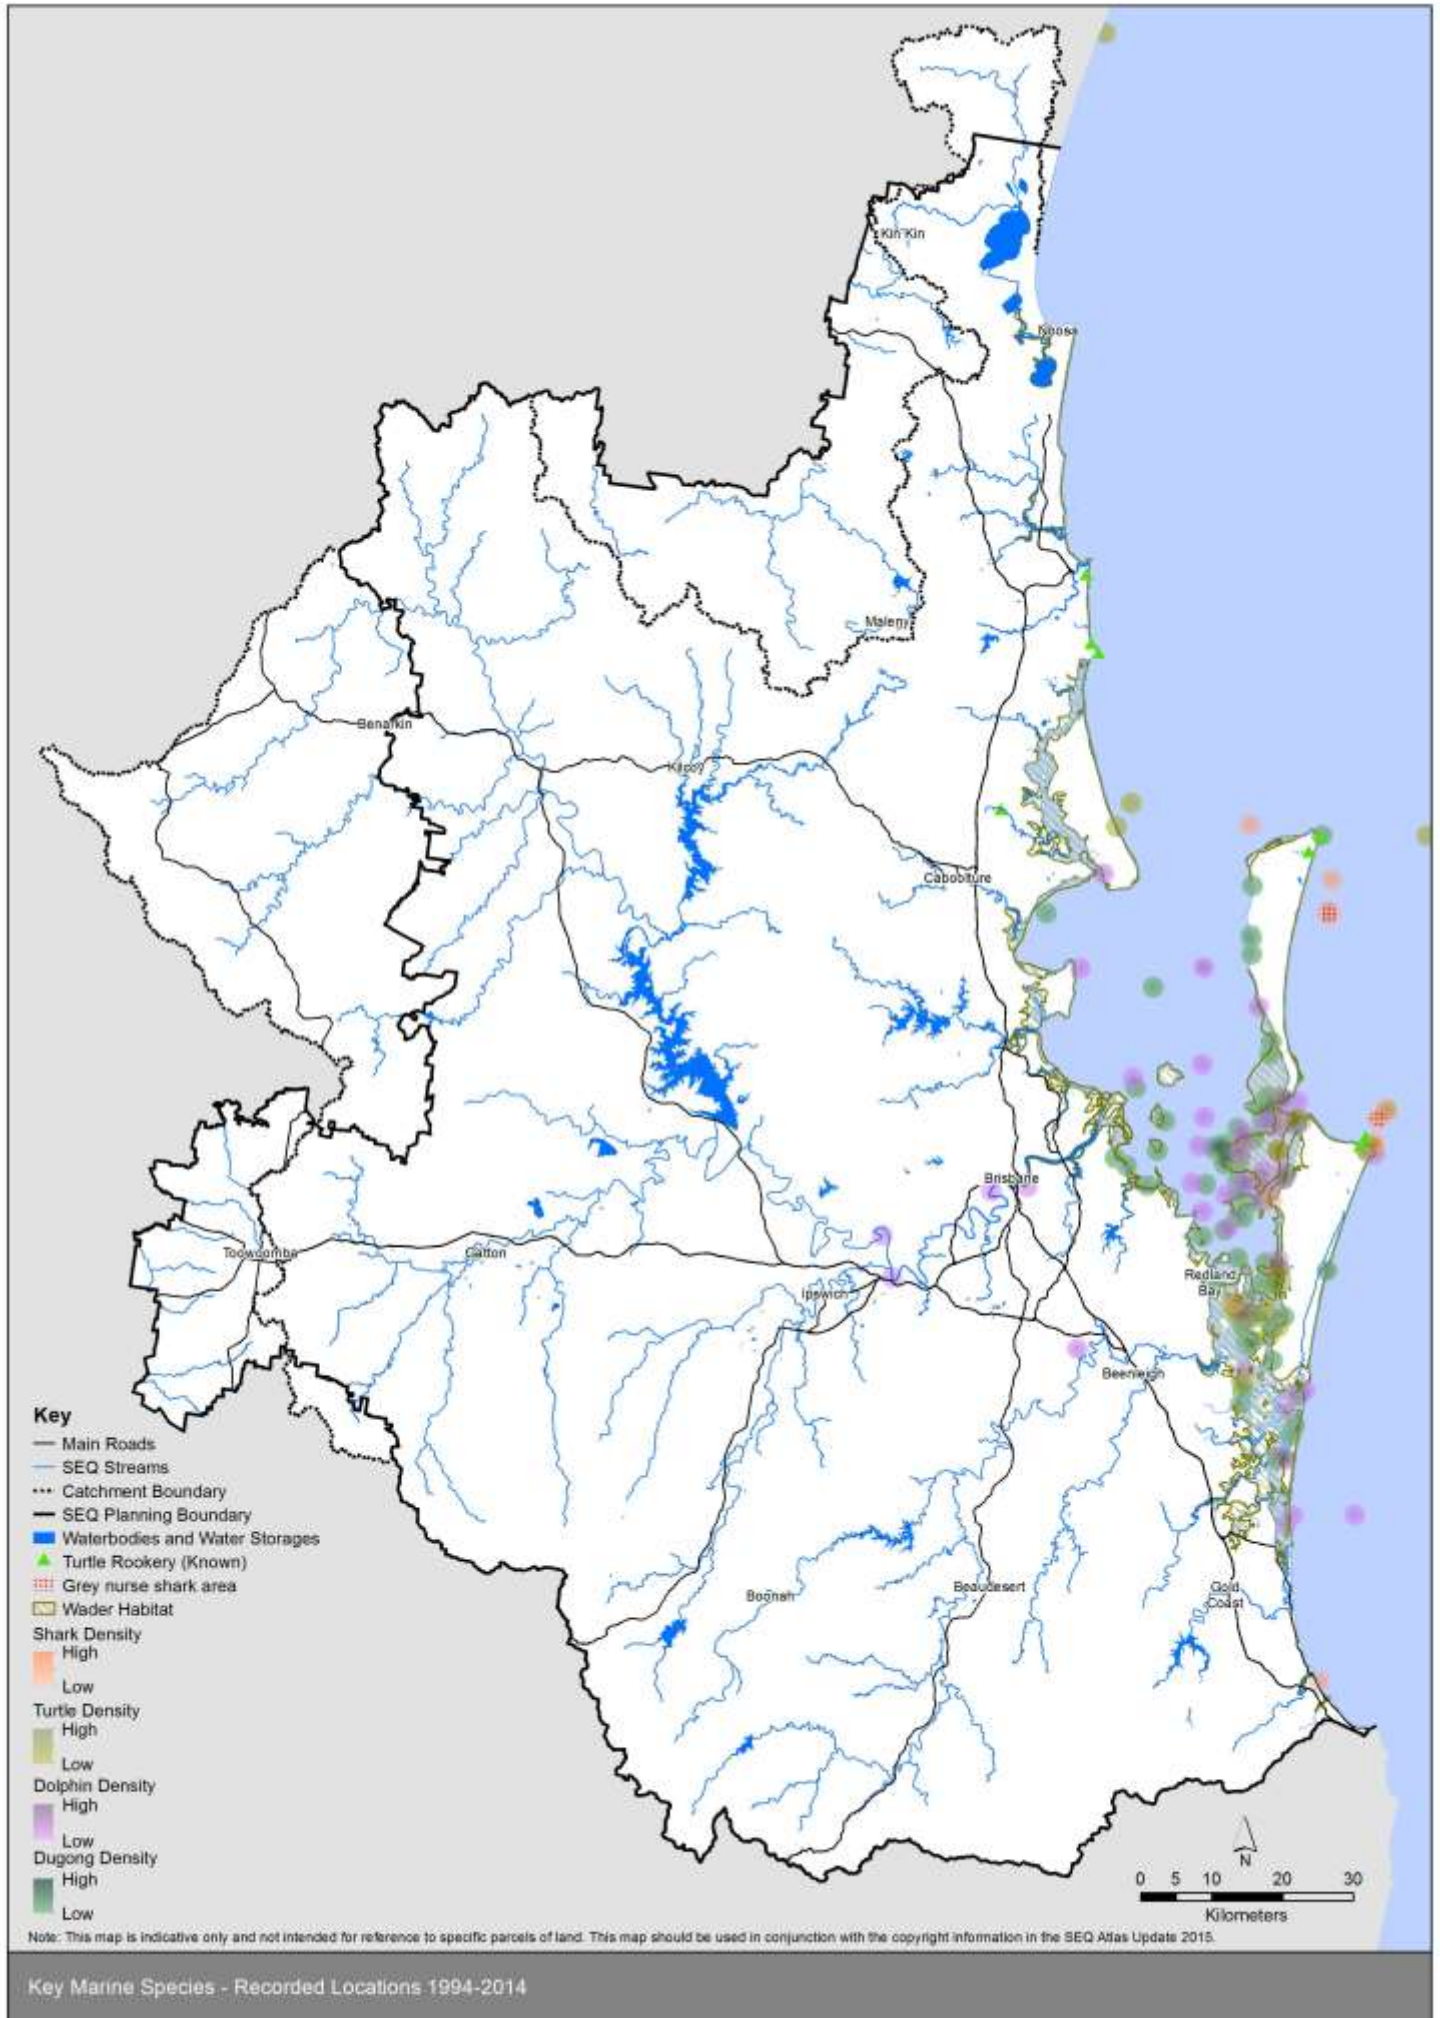 Kin Kin
Noosa
Maleny
Benarkin
Kilcoy
Caboolture
Brisbane
Toowoomba
Gatton
Redland
Bay
Ipswich
Beenleigh
Key
Main Roads
SEQ Streams
Catchment Boundary
SEQ Planning Boundary
Waterbodies and Water Storages
Turtle Rookery (Known)
Grey nurse shark area
Wader Habitat
Shark Density
High
Low
Turtle Density
High
Low
Dolphin Density
High
Low
Dugong Density
High
Low
Boonah
Beaudesert
Gold
Coast
N
0 5 10 20 30
Kilometers
Note: This map is indicative only and not intended for reference to specific parcels of land. This map should be used in conjunction with the copyright information in the SEQ Atlas Update 2015.
Key Marine Species - Recorded Locations 1994-2014